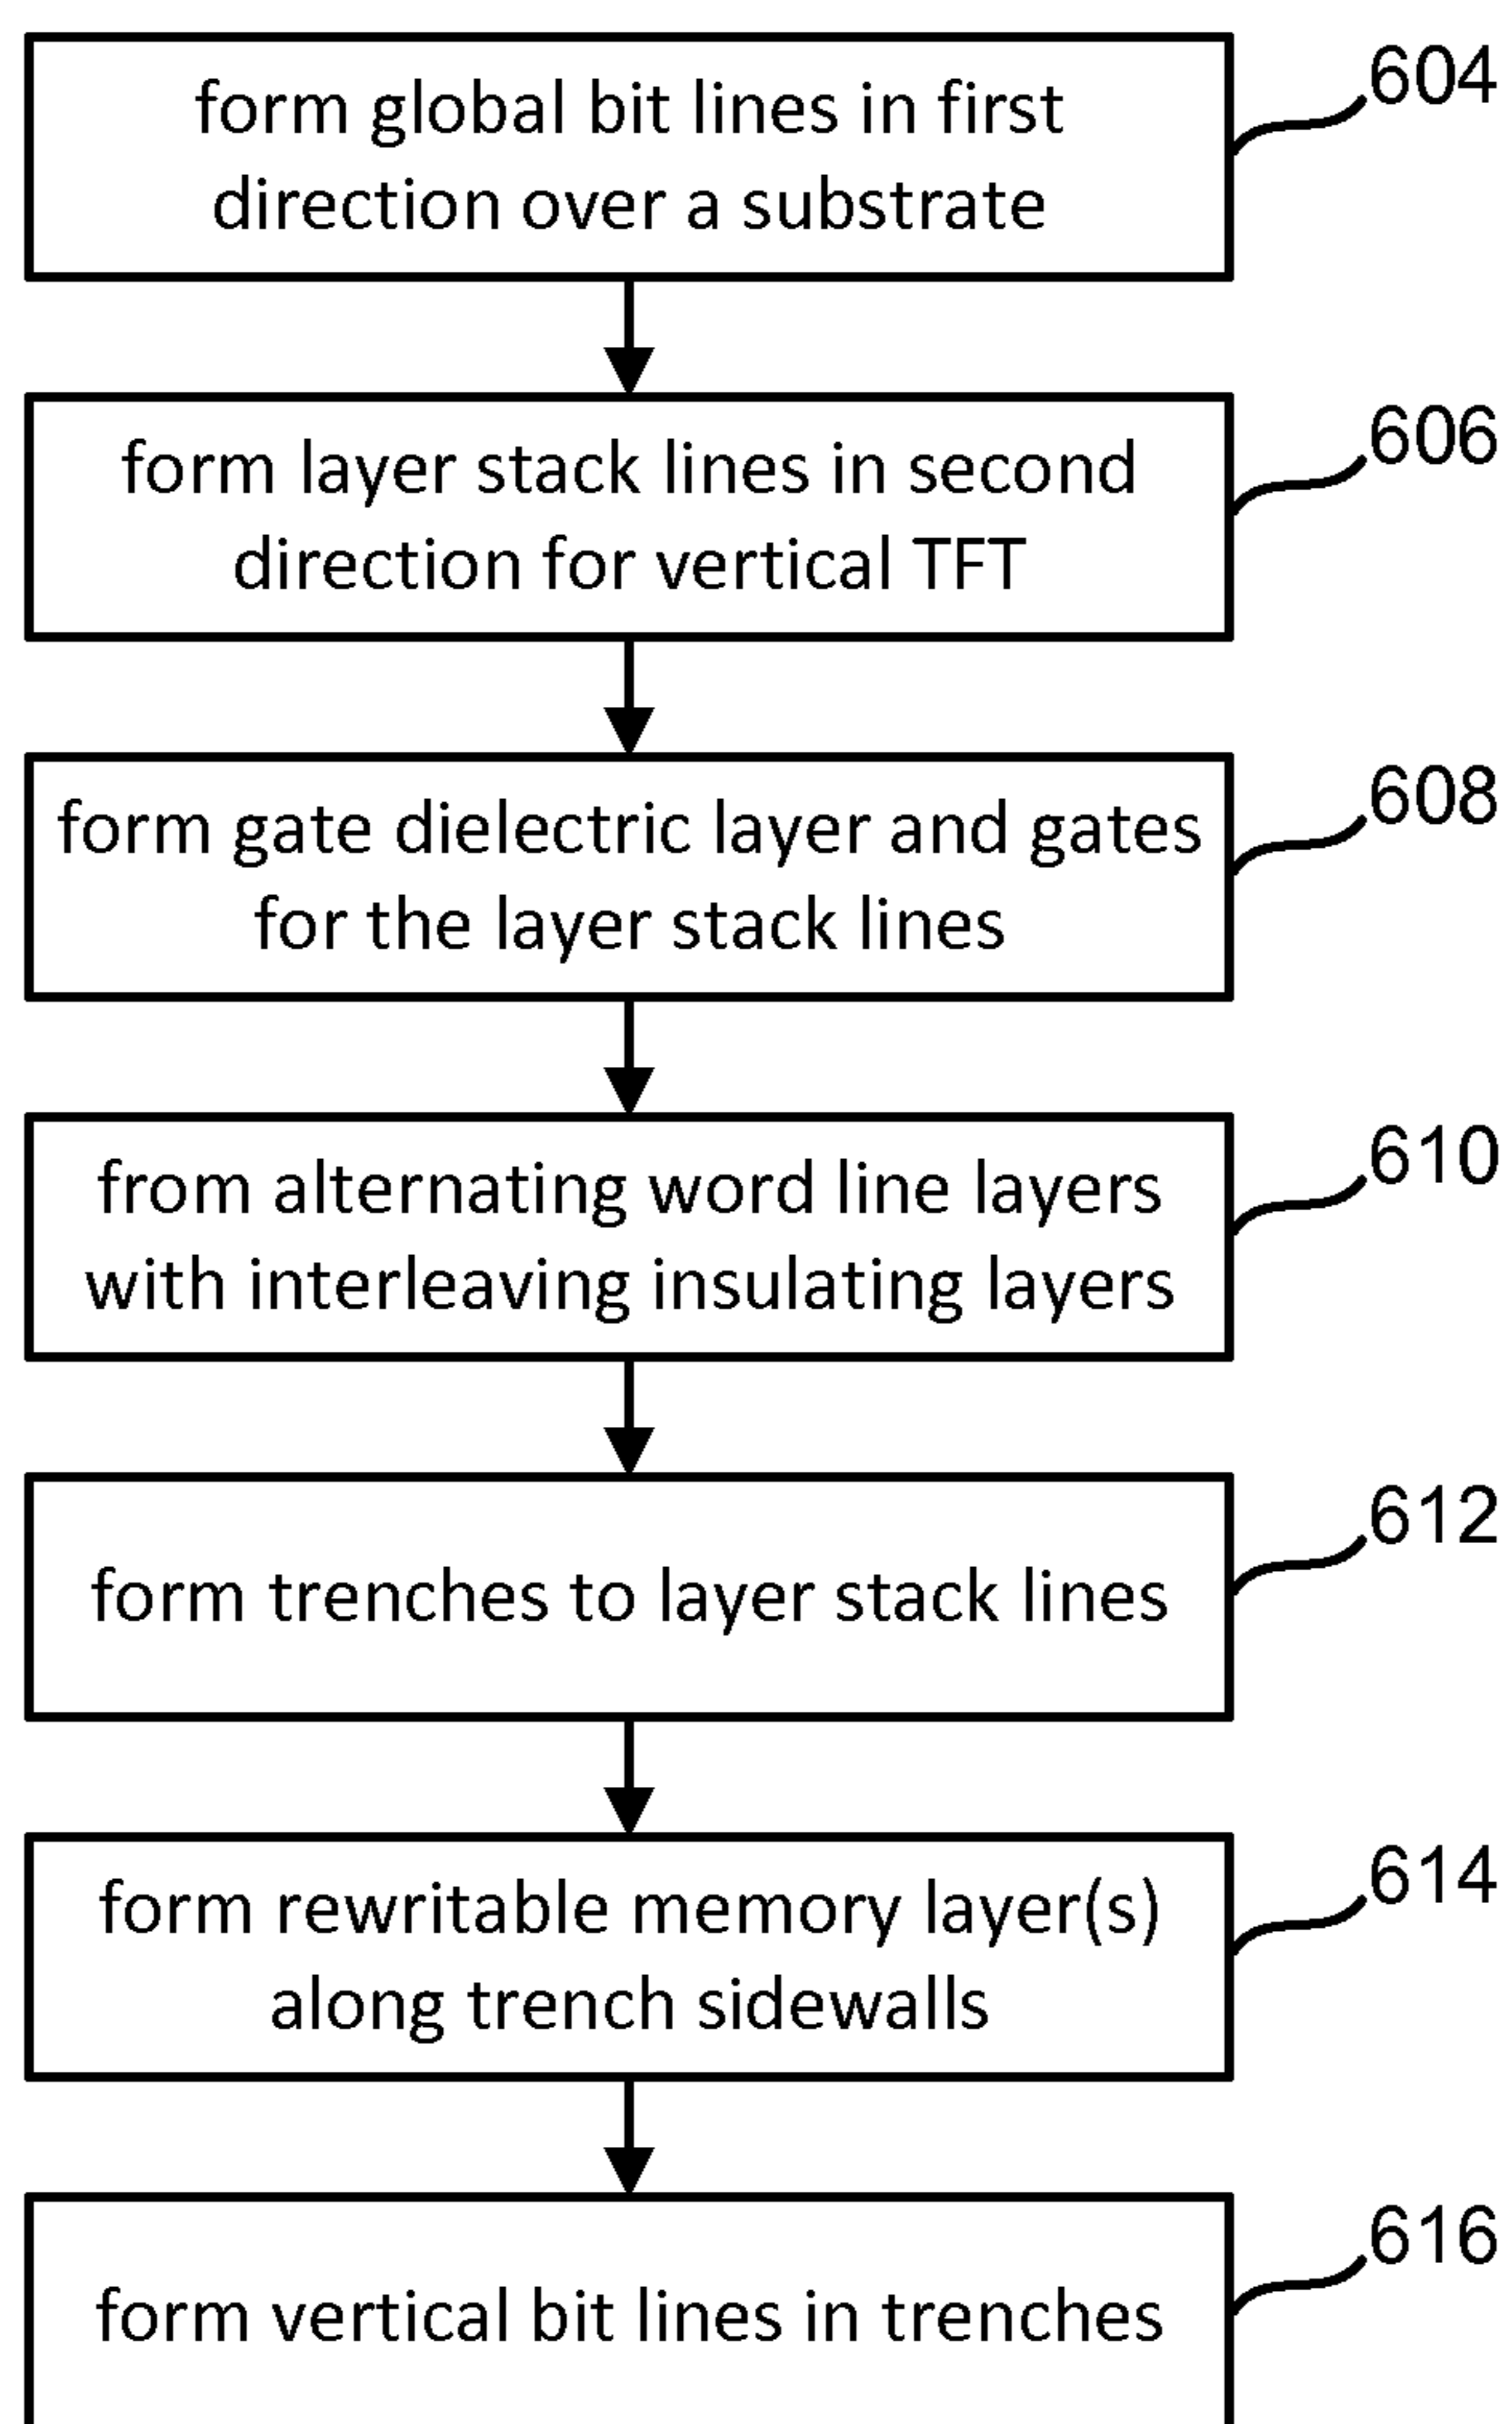 form global bit lines in first
direction over a substrate
604
form layer stack lines in second
direction for vertical TFT
606
form gate dielectric layer and gates
for the layer stack lines
608
from alternating word line layers
with interleaving insulating layers
610
form trenches to layer stack lines
612
form rewritable memory layer(s)
along trench sidewalls
614
form vertical bit lines in trenches
616